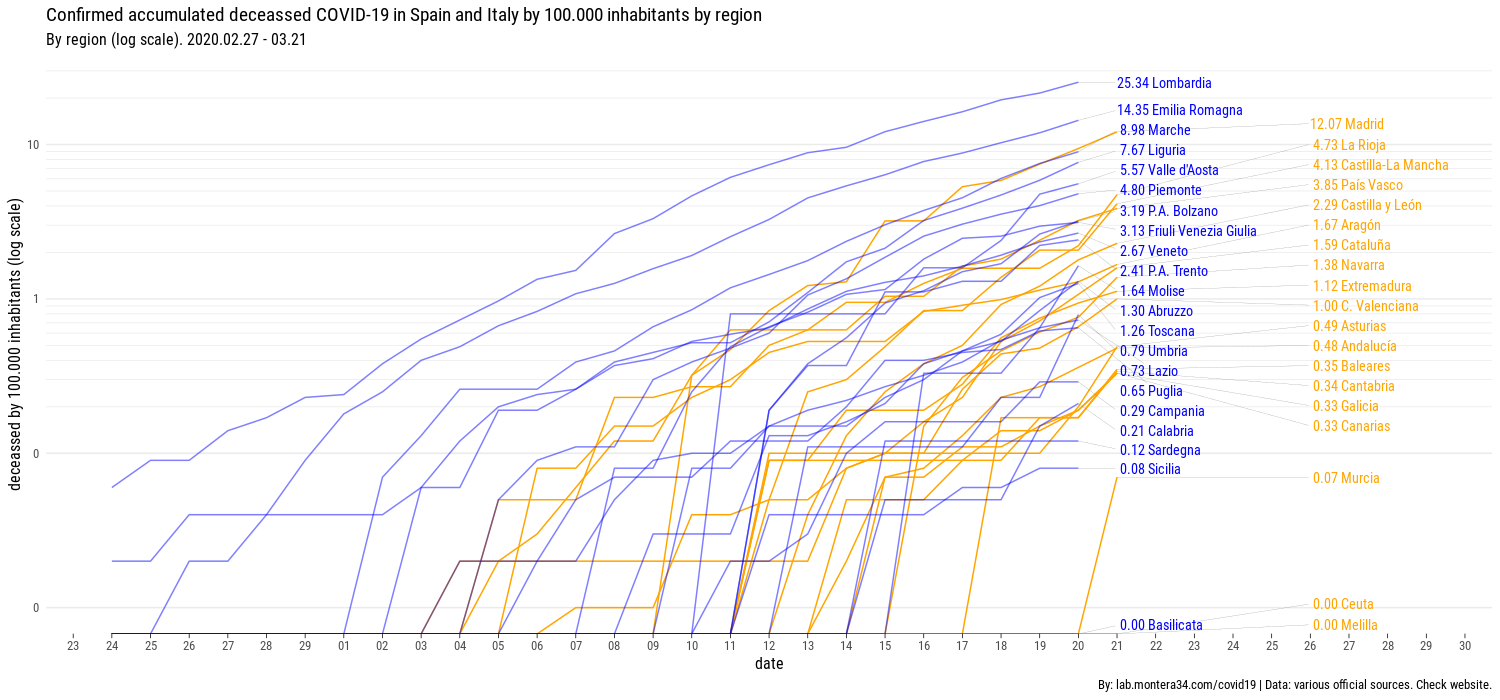 Confirmed accumulated deceassed COVID-19 in Spain and Italy by 100.000 inhabitants by region
By region (log scale). 2020.02.27 - 03.21
deceassed by 100.000 inhabitants (log scale)
10
1
0
0
25.34 Lombardia
14.35 Emilia Romagna
8.98 Marche
7.67 Liguria
5.57 Valle d'Aosta
4.80 Piemonte
3.19 P.A. Bolzano
3.13 Friuli Venezia Giulia
2.67 Veneto
2.41 P.A. Trento
1.64 Molise
1.30 Abruzzo
1.26 Toscana
0.79 Umbria
0.73 Lazio
0.65 Puglia
0.29 Campania
0.21 Calabria
0.12 Sardegna
0.08 Sicilia
0.00 Basilicata
12.07 Madrid
4.73 La Rioja
4.13 Castilla-La Mancha
3.85 País Vasco
2.29 Castilla y León
1.67 Aragón
1.59 Cataluña
1.38 Navarra
1.12 Extremadura
1.00 C. Valenciana
0.49 Asturias
0.48 Andalucía
0.35 Baleares
0.34 Cantabria
0.33 Galicia
0.33 Canarias
0.07 Murcia
0.00 Ceuta
0.00 Melilla
23 24 25 26 27 28 29 01 02 03 04 05 06 07 08 09 10 11 12 13 14 15 16 17 18 19 20 21 22 23 24 25 26 27 28 29 30
date
By: lab.montera34.com/covid19 | Data: various official sources. Check website.